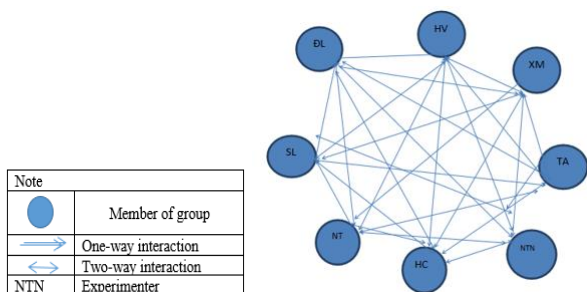 HV
ĐL
XM
SL
TA
NT
NTN
HC
Note
Member of group
One-way interaction
Two-way interaction
NTN Experimenter